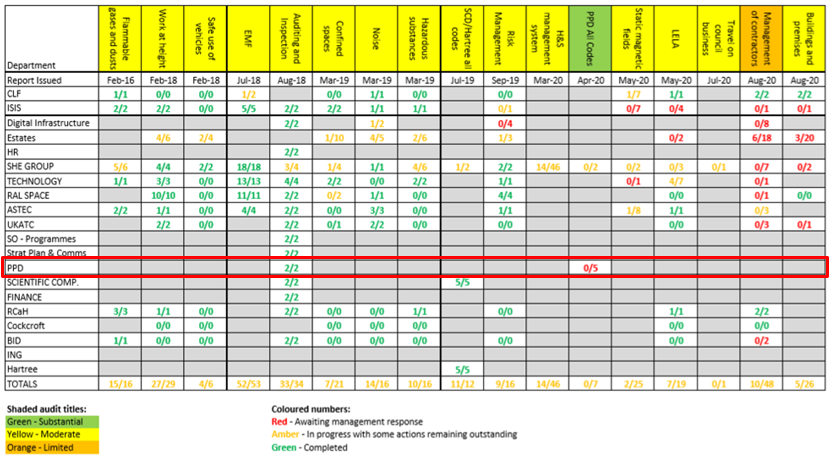 Department
Flammable gases and dusts
Work at height
Safe use of vehicles
EMF
Auditing and Inspection
Confined spaces
Noise
Hazardous substances
SCD/Hartree all codes
Risk Management
H&S management system
PPD All Codes
Static magnetic fields
LELA
Travel on council business
Management of contractors
Buildings and premises
Report Issued Feb-16 Feb-18 Feb-18 Jul-18 Aug-18 Mar-19 Mar-19 Mar-19 Jul-19 Sep-19 Mar-20 Apr-20 May-20 May-20 Jul-20 Aug-20 Aug-20
CLF 1/1 0/0 0/0 1/2 0/0 1/1 0/0 0/0 1/7 1/1 2/2 2/2
ISIS 2/2 2/2 0/0 5/5 2/2 2/2 1/1 1/1 0/1 0/7 0/4 0/1 0/1
Digital Infrastructure 2/2 1/2 0/4 0/8
Estates 4/6 2/4 1/10 4/5 2/6 1/3 0/2 6/18 3/20
HR 2/2
SHE GROUP 5/6 4/4 2/2 18/18 3/4 1/4 1/1 4/6 1/2 2/2 14/46 0/2 0/2 0/3 0/1 0/7 0/2
TECHNOLOGY 1/1 3/3 0/0 13/13 4/4 2/2 0/0 2/2 1/1 0/1 4/7 0/1
RAL SPACE 10/10 0/0 11/11 2/2 0/2 1/1 0/0 4/4 0/0 0/1 0/0
ASTEC 2/2 1/1 0/0 4/4 2/2 0/0 3/3 0/0 1/1 1/8 1/1 0/3
UKATC 2/2 0/0 2/2 0/1 2/2 0/0 1/1 0/0 0/3 0/1
SO - Programmes 2/2
Strat Plan & Comms 2/2
PPD 2/2 0/5
SCIENTIFIC COMP. 2/2 5/5
FINANCE 2/2
RCaH 3/3 1/1 0/0 2/2 0/0 0/0 1/1 0/0 1/1 2/2
Cockcroft 0/0 0/0 0/0 0/0 0/0 0/0 0/0
BID 1/1 0/0 0/0 2/2 0/0 0/0 0/0 0/0 0/0 0/2
ING
Hartree 5/5
TOTALS 15/16 27/29 4/6 52/53 33/34 7/21 14/16 10/16 11/12 9/16 14/46 0/7 2/25 7/19 0/1 10/48 5/26
Shaded audit titles:
Green - Substantial
Yellow - Moderate
Orange - Limited
Coloured numbers:
Red - Awaiting management response
Amber - In progress with some actions remaining outstanding
Green - Completed